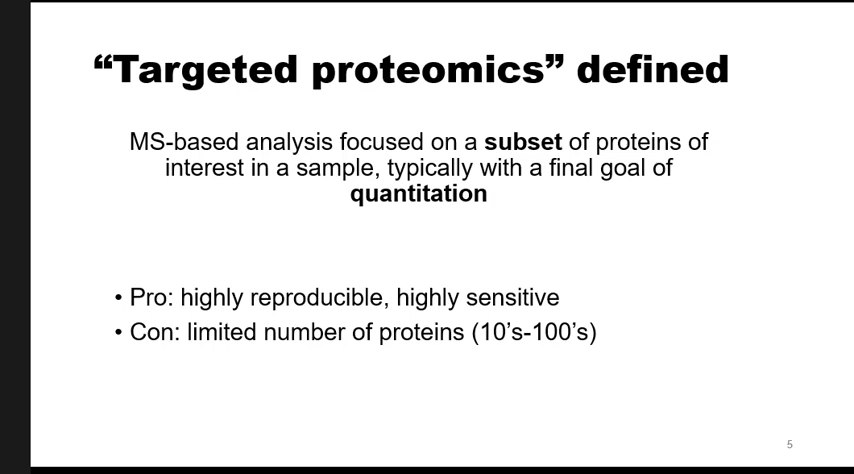 “Targeted proteomics” defined
MS-based analysis focused on a subset of proteins of
interest in a sample, typically with a final goal of
quantitation
• Pro: highly reproducible, highly sensitive
• Con: limited number of proteins (10’s-100’s)
5